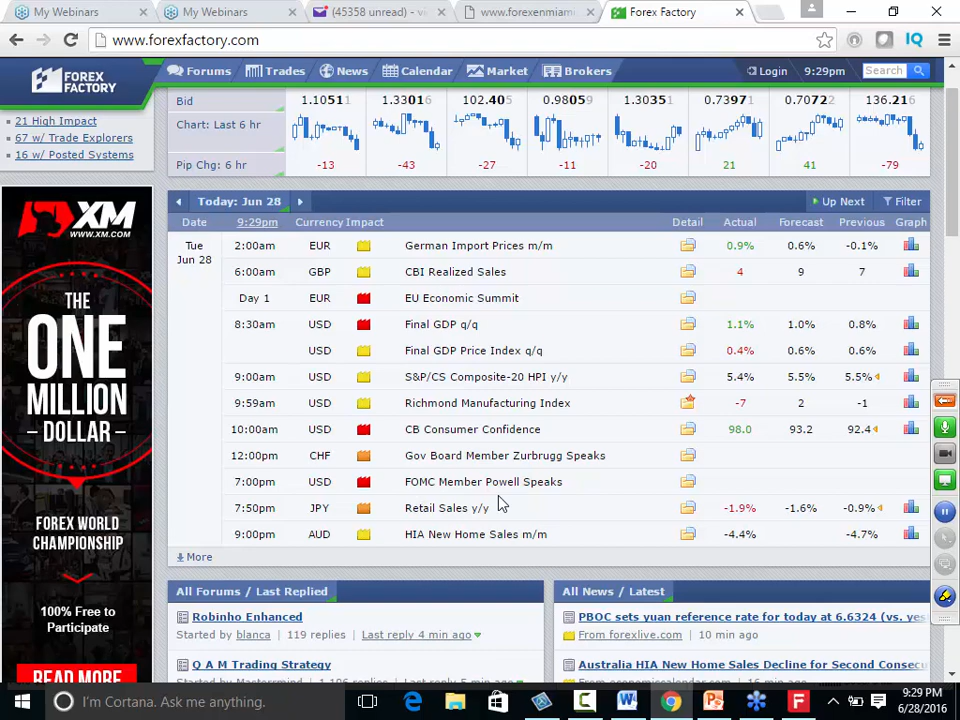 My Webinars
My Webinars
(45358 unread) - vi
www.forexenmiami
Forex Factory
www.forexfactory.com
IQ
FOREX FACTORY
Forums
Trades
News
Calendar
Market
Brokers
Login
9:29pm
Search
21 High Impact
67 w/ Trade Explorers
16 w/ Posted Systems
Bid 1.10511 1.33016 102.405 0.98059 1.30351 0.73971 0.70722 136.216
Chart: Last 6 hr
Pip Chg: 6 hr -13 -43 -27 -11 -20 21 41 -79
Today: Jun 28 Up Next Filter
Date 9:29pm Currency Impact Detail Actual Forecast Previous Graph
Tue Jun 28 2:00am EUR German Import Prices m/m 0.9% 0.6% -0.1%
6:00am GBP CBI Realized Sales 4 9 7
Day 1 EUR EU Economic Summit
8:30am USD Final GDP q/q 1.1% 1.0% 0.8%
USD Final GDP Price Index q/q 0.4% 0.6% 0.6%
9:00am USD S&P/CS Composite-20 HPI y/y 5.4% 5.5% 5.5%
9:59am USD Richmond Manufacturing Index -7 2 -1
10:00am USD CB Consumer Confidence 98.0 93.2 92.4
12:00pm CHF Gov Board Member Zurbrugg Speaks
7:00pm USD FOMC Member Powell Speaks
7:50pm JPY Retail Sales y/y -1.9% -1.6% -0.9%
9:00pm AUD HIA New Home Sales m/m -4.4% -4.7%
More
XM
WWW.XM.COM
THE
ONE
MILLION
-DOLLAR-
FOREX WORLD
CHAMPIONSHIP
100% Free to
Participate
READ MORE
All Forums / Last Replied
Robinho Enhanced
Started by blanca | 119 replies | Last reply 4 min ago
Q A M Trading Strategy
All News / Latest
PBOC sets yuan reference rate for today at 6.6324 (vs. yes
From forexlive.com | 10 min ago
Australia HIA New Home Sales Decline for Second Consecu
I'm Cortana. Ask me anything.
9:29 PM
6/28/2016